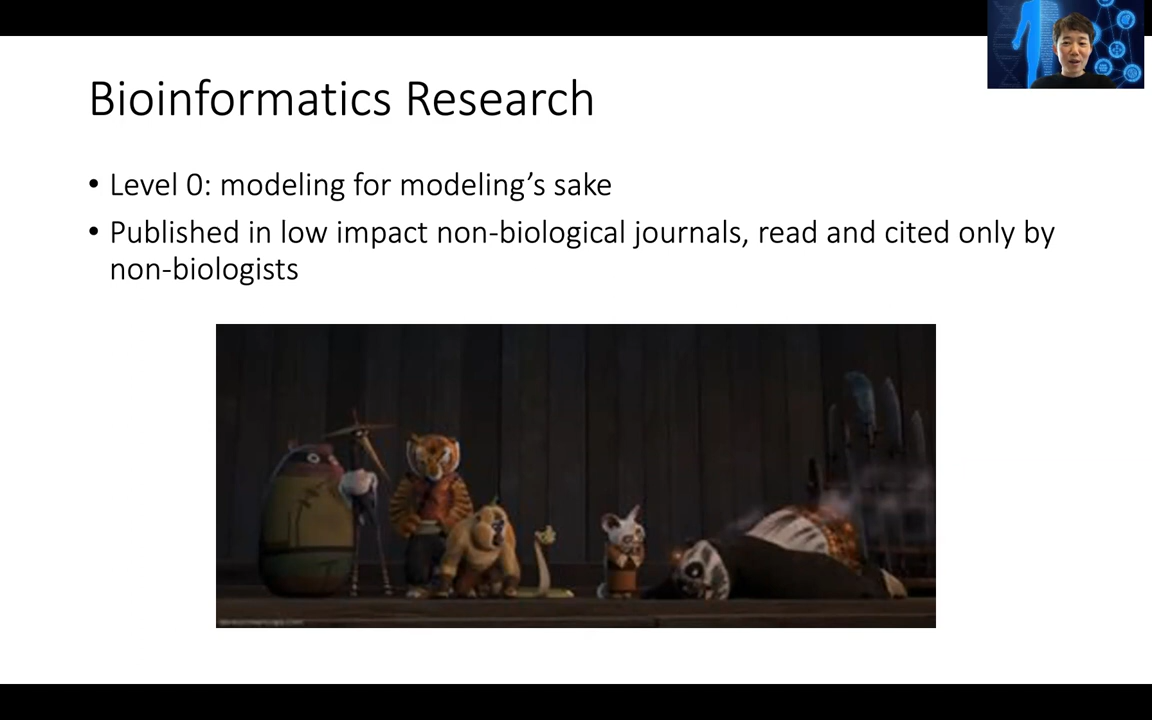 Bioinformatics Research
• Level 0: modeling for modeling’s sake
• Published in low impact non-biological journals, read and cited only by
non-biologists